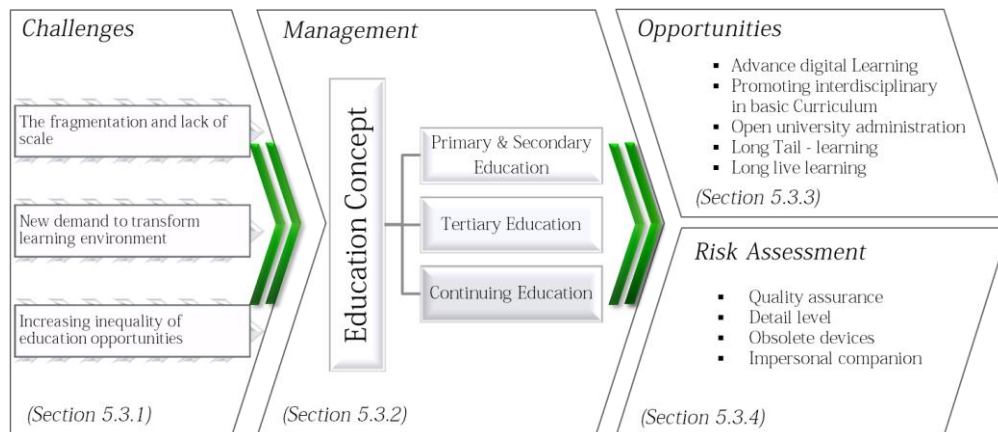 Challenges
The fragmentation and lack of
scale
New demand to transform
learning environment
Increasing inequality of
education opportunities
(Section 5.3.1)
Management
Education Concept
Primary & Secondary
Education
Tertiary Education
Continuing Education
(Section 5.3.2)
Opportunities
▪ Advance digital Learning
▪ Promoting interdisciplinary
in basic Curriculum
▪ Open university administration
▪ Long Tail - learning
▪ Long live learning
(Section 5.3.3)
Risk Assessment
▪ Quality assurance
▪ Detail level
▪ Obsolete devices
▪ Impersonal companion
(Section 5.3.4)